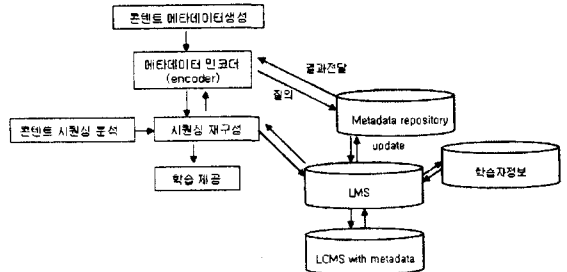 콘텐트 메타데이터생성
메타데이터 인코더
(encoder)
결과전달
질의
Metadata repository
콘텐트 시퀀싱 분석
시퀀싱 재구성
update
학습자정보
학습 제공
LMS
LCMS with metadata